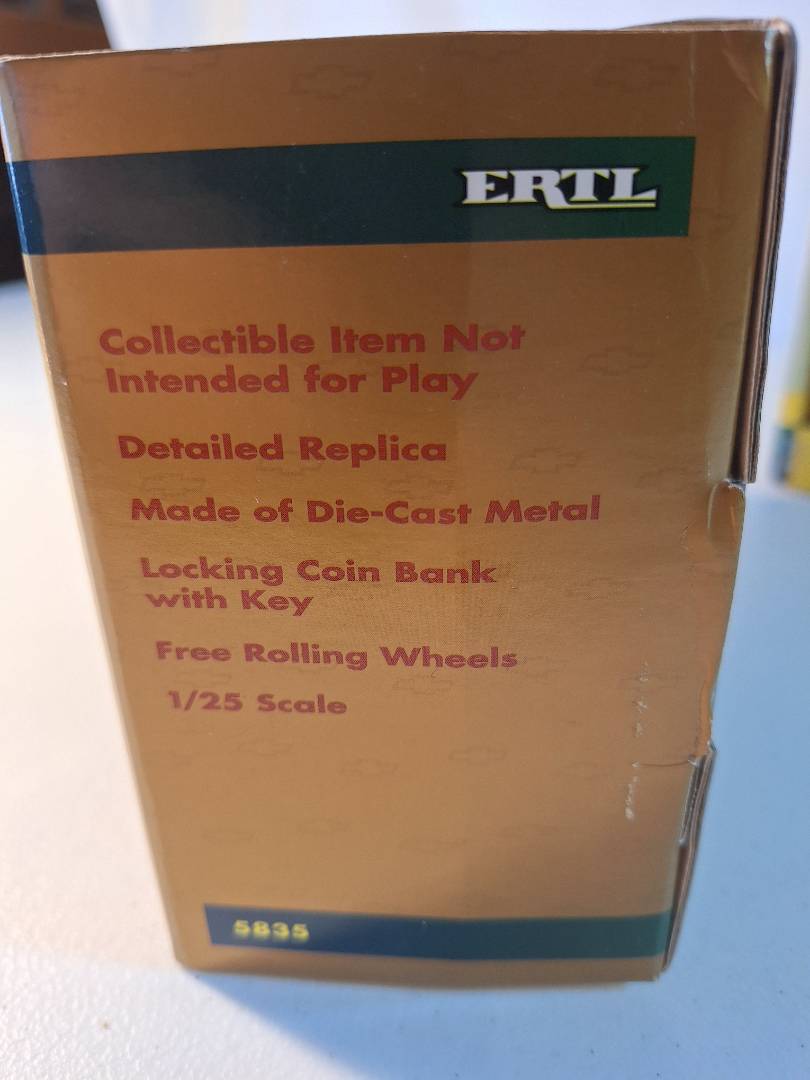 ERTL
Collectible Item Not
Intended for Play
Detailed Replica
Made of Die-Cast Metal
Locking Coin Bank
with Key
Free Rolling Wheels
1/25 Scale
5835